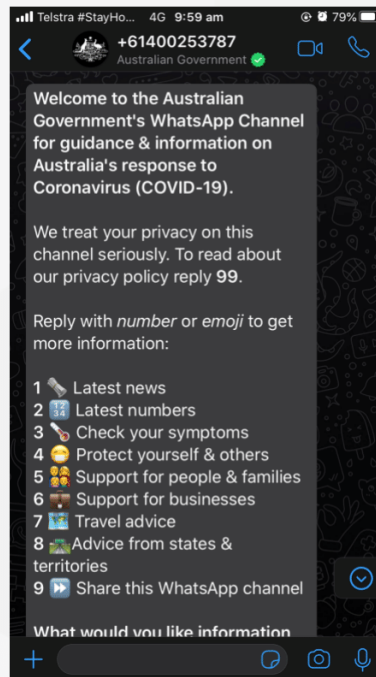 Telstra #StayHo... 4G 9:59 am 79%
+61400253787
Australian Government
Welcome to the Australian
Government's WhatsApp Channel
for guidance & information on
Australia's response to
Coronavirus (COVID-19).
We treat your privacy on this
channel seriously. To read about
our privacy policy reply 99.
Reply with number or emoji to get
more information:
1 🗞 Latest news
2 🔢 Latest numbers
3 🌡 Check your symptoms
4 😷 Protect yourself & others
5 👨‍👩‍👧‍👦 Support for people & families
6 💼 Support for businesses
7 🗺 Travel advice
8 🛣Advice from states &
territories
9 ⏩ Share this WhatsApp channel
What would you like information